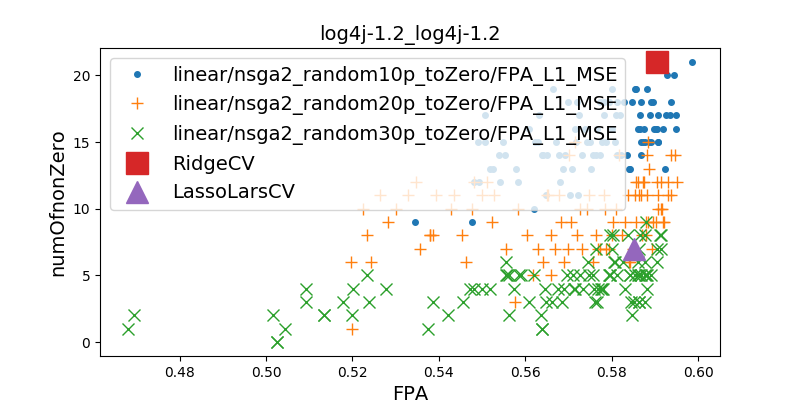 log4j-1.2_log4j-1.2
linear/nsga2_random10p_toZero/FPA_L1_MSE
linear/nsga2_random20p_toZero/FPA_L1_MSE
linear/nsga2_random30p_toZero/FPA_L1_MSE
RidgeCV
LassoLarsCV
numOfnonZero
20
15
10
5
0
0.48 0.50 0.52 0.54 0.56 0.58 0.60
FPA